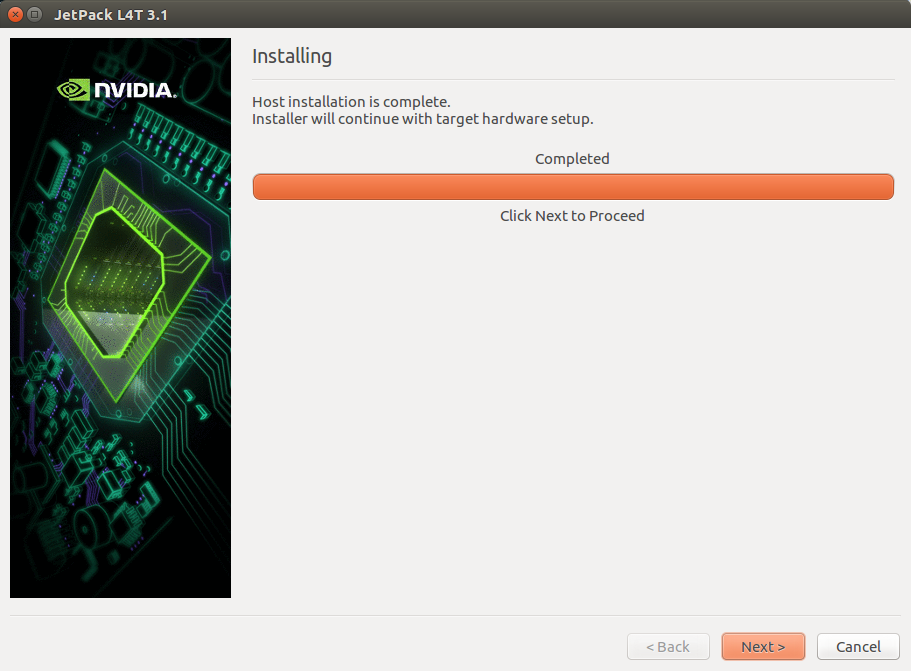 JetPack L4T 3.1
NVIDIA.
Installing
Host installation is complete.
Installer will continue with target hardware setup.
Completed
Click Next to Proceed
< Back
Next >
Cancel